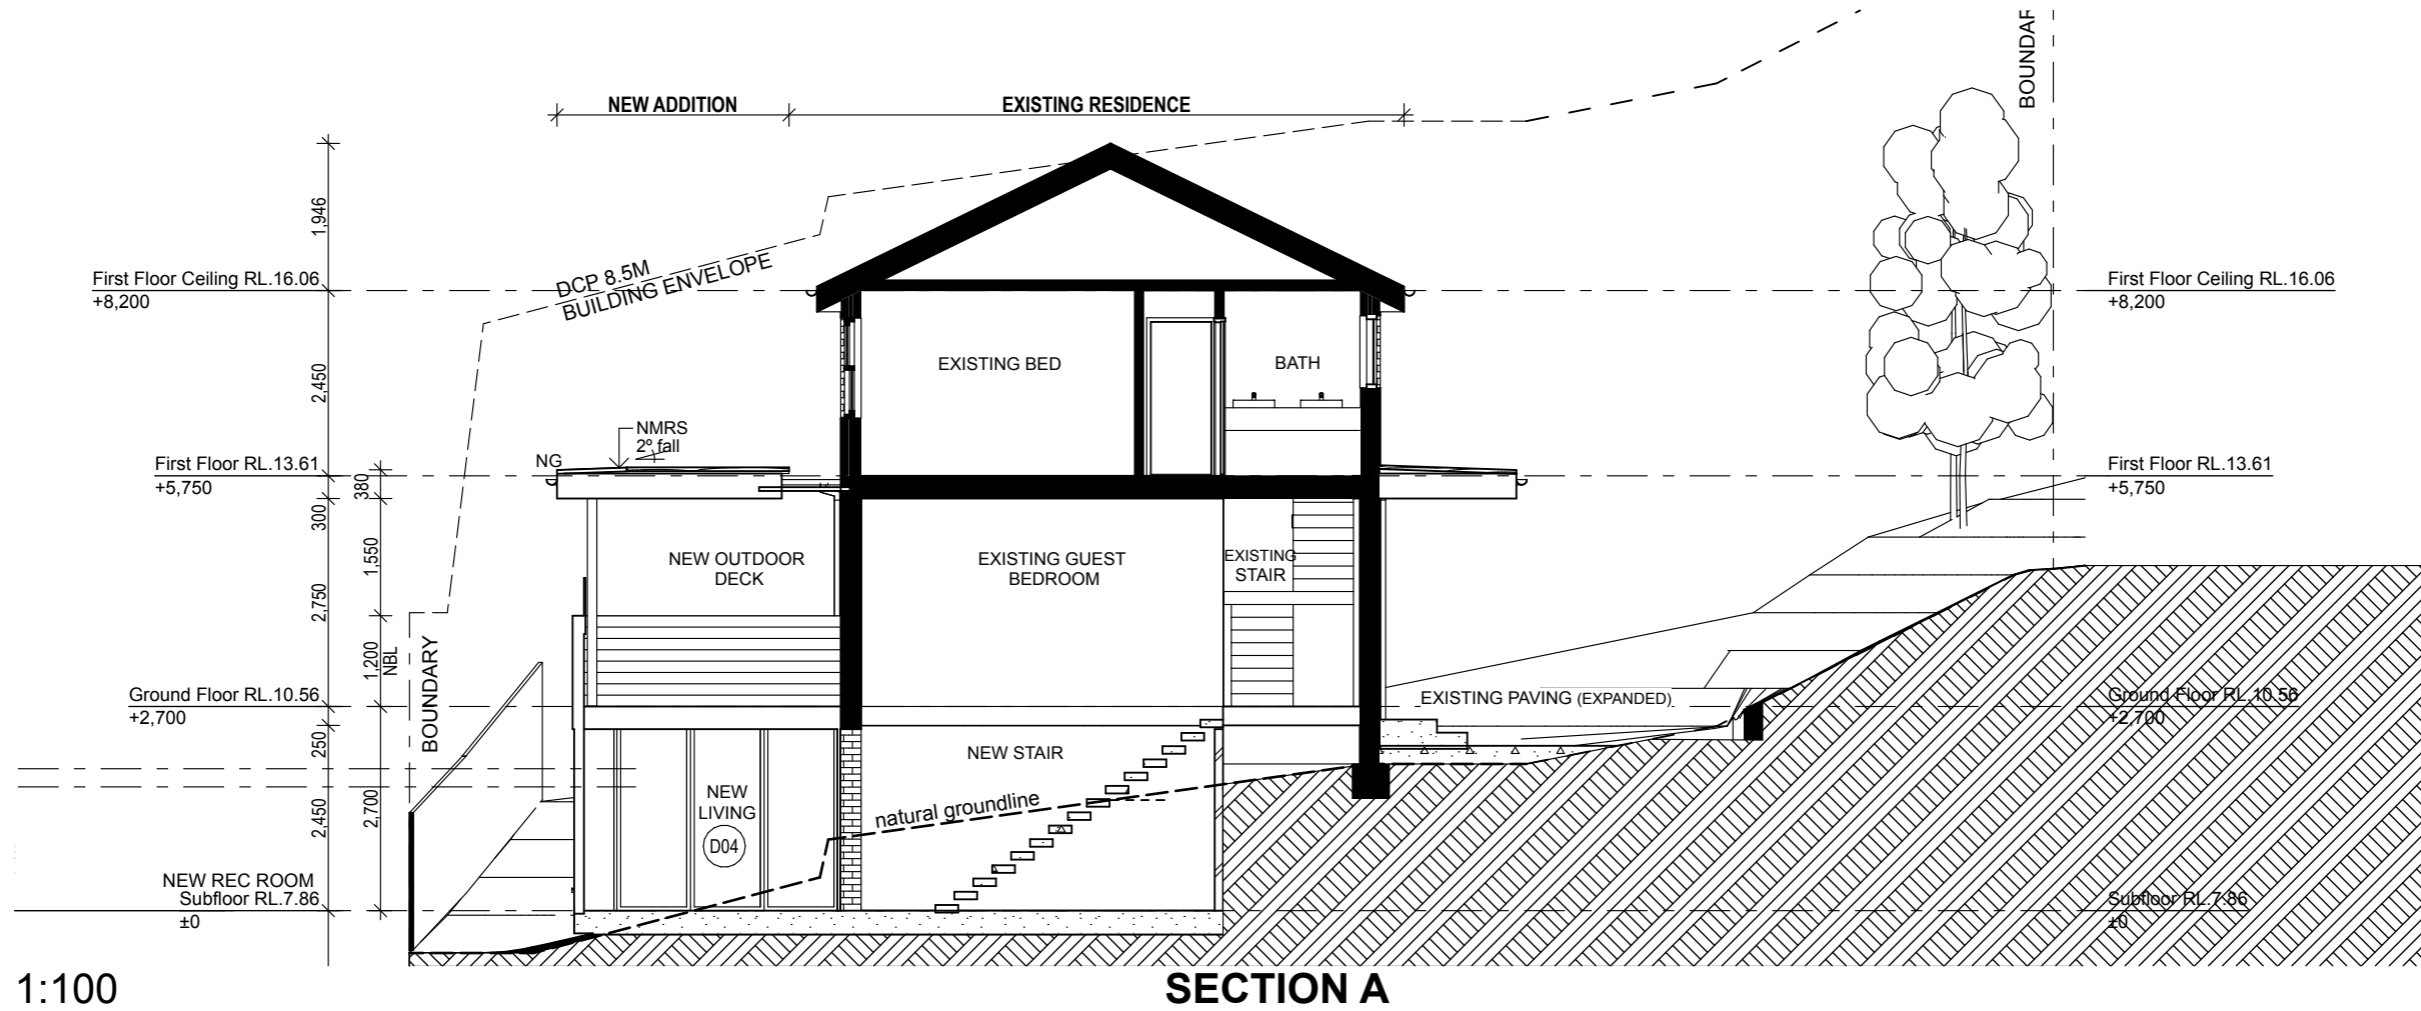 BOUNDAR
NEW ADDITION
EXISTING RESIDENCE
1,946
DCP 8.5M
BUILDING ENVELOPE
First Floor Ceiling RL.16.06
+8,200
First Floor Ceiling RL.16.06
+8,200
EXISTING BED
BATH
2,450
NMRS
2° fall
NG
First Floor RL.13.61
+5,750
First Floor RL.13.61
+5,750
380
300
1,550
2,750
NEW OUTDOOR
DECK
EXISTING GUEST
BEDROOM
EXISTING
STAIR
1,200
NBL
BOUNDARY
Ground Floor RL.10.56
+2,700
EXISTING PAVING (EXPANDED)
Ground Floor RL.10.56
+2,700
250
NEW STAIR
2,450
2,700
NEW
LIVING
D04
natural groundline
NEW REC ROOM
Subfloor RL.7.86
±0
Subfloor RL.7.86
±0
1:100
SECTION A